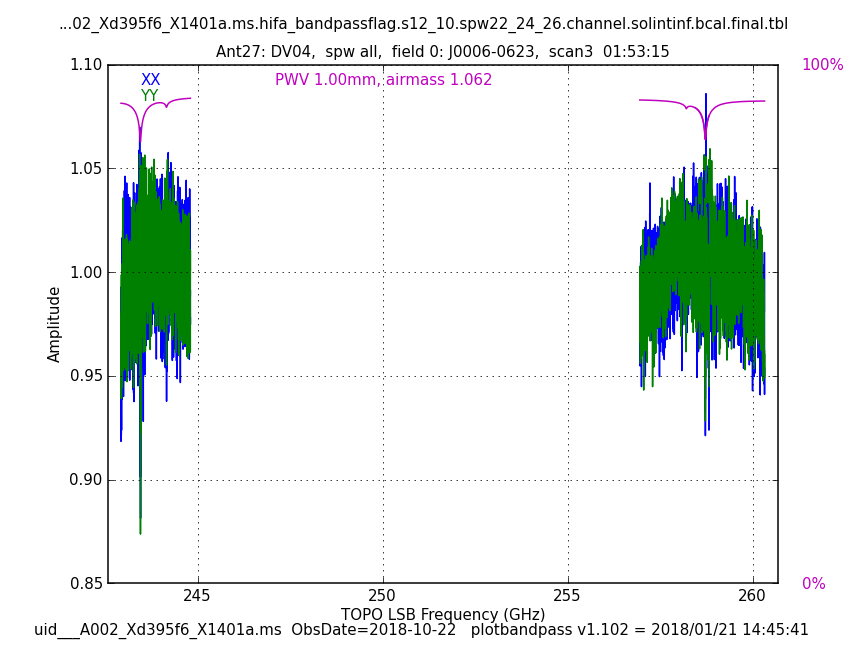 ...02_Xd395f6_X1401a.ms.hifa_bandpassflag.s12_10.spw22_24_26.channel.solintinf.bcal.final.tbl
Ant27: DV04, spw all, field 0: J0006-0623, scan3 01:53:15
1.10
100%
XX
PWV 1.00mm, airmass 1.062
YY
1.05
1.00
Amplitude
0.95
0.90
0.85
0%
245
250
255
260
TOPO LSB Frequency (GHz)
uid___A002_Xd395f6_X1401a.ms ObsDate=2018-10-22 plotbandpass v1.102 = 2018/01/21 14:45:41